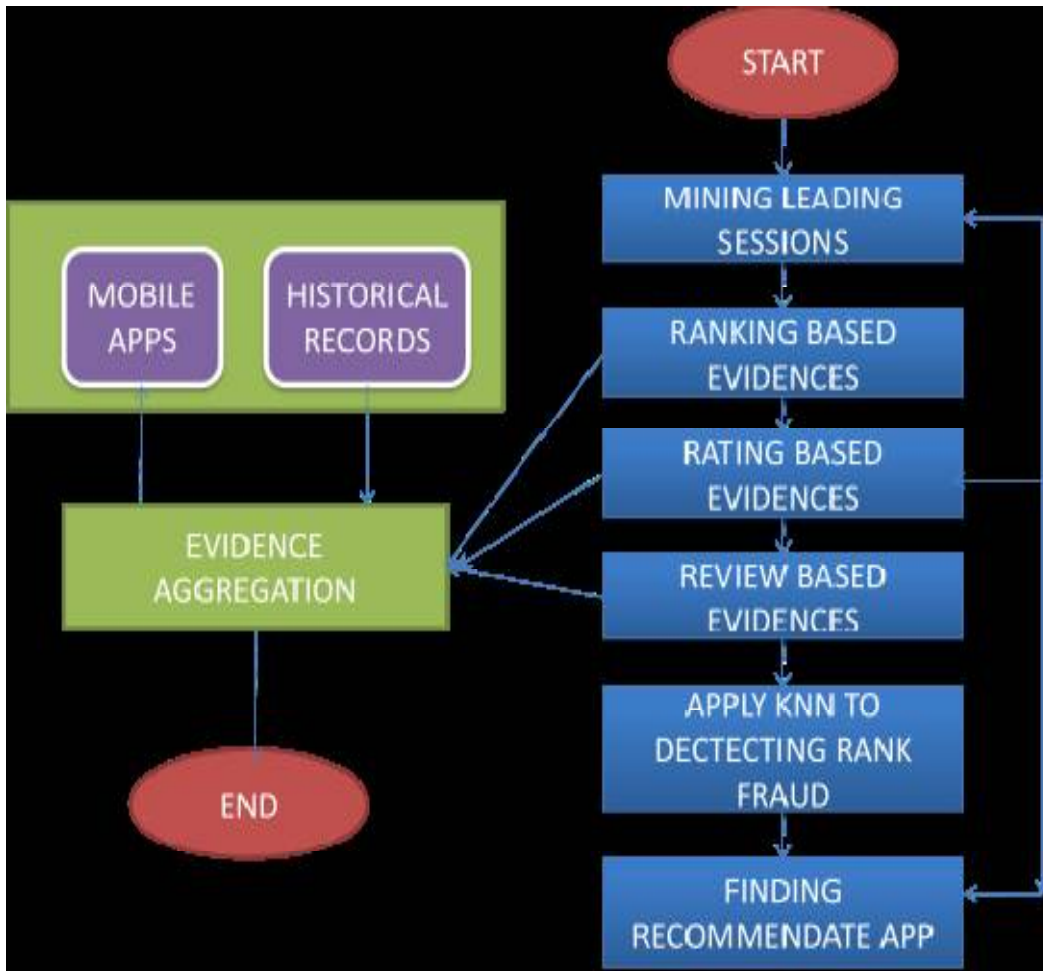 START
MINING LEADING
SESSIONS
MOBILE
APPS
HISTORICAL
RECORDS
RANKING BASED
EVIDENCES
RATING BASED
EVIDENCES
EVIDENCE
AGGREGATION
REVIEW BASED
EVIDENCES
APPLY KNN TO
DECTECTING RANK
FRAUD
END
FINDING
RECOMMENDATE APP